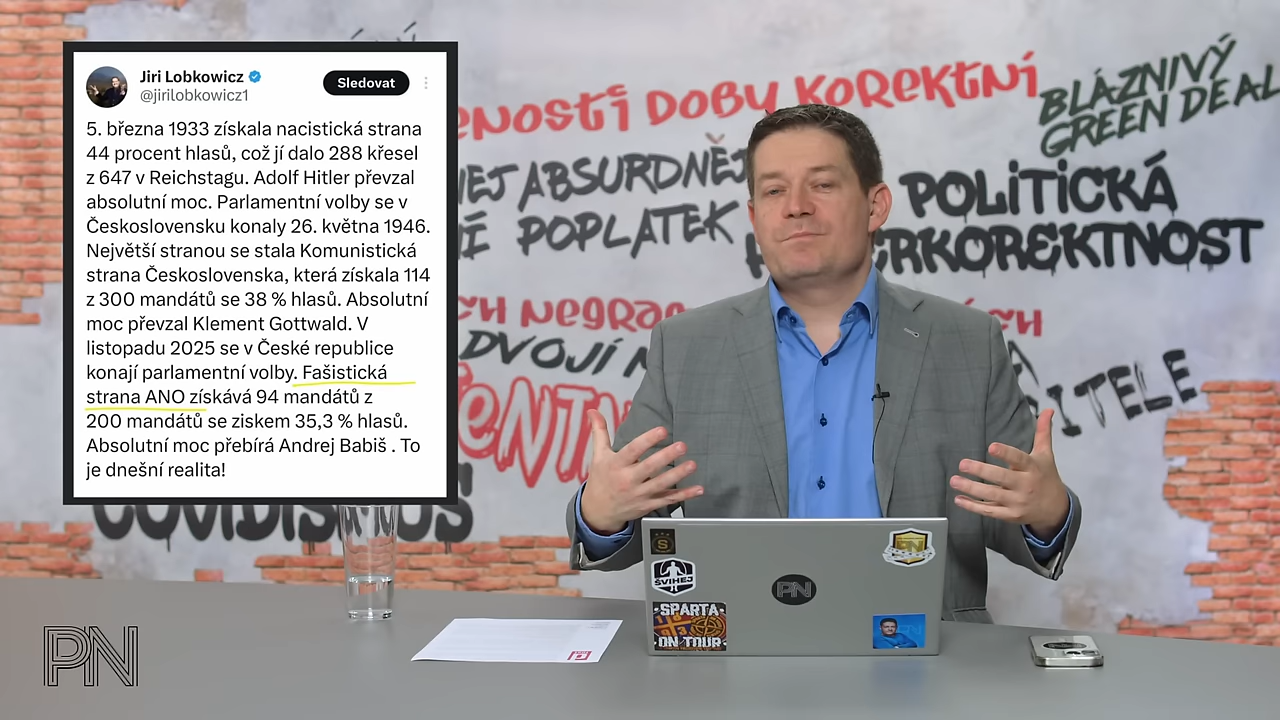 Jiri Lobkowicz
@jirilobkowicz1
Sledovat
5. března 1933 získala nacistická strana
44 procent hlasů, což jí dalo 288 křesel
z 647 v Reichstagu. Adolf Hitler převzal
absolutní moc. Parlamentní volby se v
Československu konaly 26. května 1946.
Největší stranou se stala Komunistická
strana Československa, která získala 114
z 300 mandátů se 38 % hlasů. Absolutní
moc převzal Klement Gottwald. V
listopadu 2025 se v České republice
konají parlamentní volby. Fašistická
strana ANO získává 94 mandátů z
200 mandátů se ziskem 35,3 % hlasů.
Absolutní moc přebírá Andrej Babiš . To
je dnešní realita!
DOBY KOREKTNÍ
BLÁZNIVÝ
GREEN DEAL
POPLATEK
POLITICKÁ
DVOJÍ
S
ŠVIHEJ
SPARTA
ON TOUR
PN
PN
PN